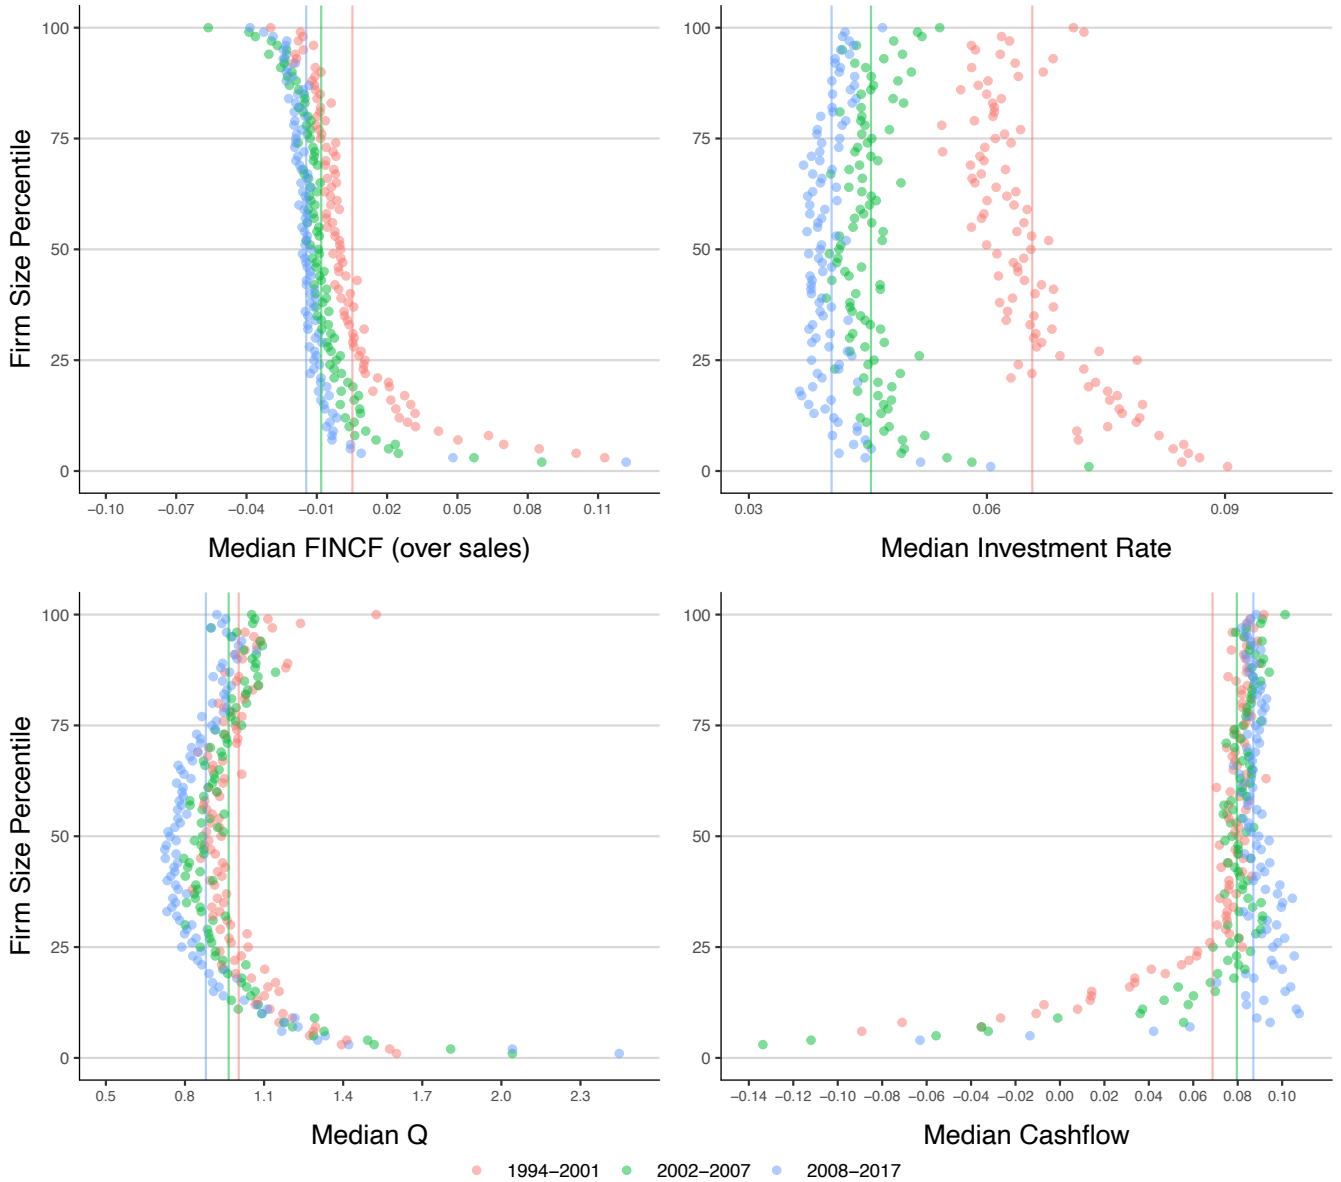 100
75
50
25
0
Firm Size Percentile
−0.10 −0.07 −0.04 −0.01 0.02 0.05 0.08 0.11
Median FINCF (over sales)
100
75
50
25
0
0.03 0.06 0.09
Median Investment Rate
100
75
50
25
0
Firm Size Percentile
0.5 0.8 1.1 1.4 1.7 2.0 2.3
Median Q
100
75
50
25
0
−0.14 −0.12 −0.10 −0.08 −0.06 −0.04 −0.02 0.00 0.02 0.04 0.06 0.08 0.10
Median Cashflow
1994−2001 2002−2007 2008−2017